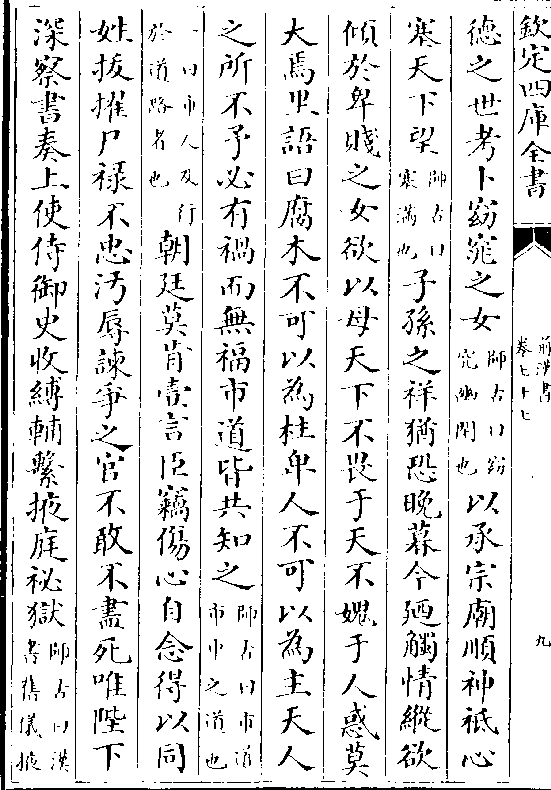 欽定四庫全書
前漢書
卷七十七
九
德之世考卜窈窕之女師古曰窈
窕幽閒也以承宗廟順神祗心
塞天下望師古曰
塞滿也子孫之祥猶恐晚暮今廼觸情縱欲
傾於卑賤之女欲以母天下不畏于天不媿于人惑莫
大焉里語曰腐木不可以為柱卑人不可以為主天人
之所不予必有禍而無福市道皆共知之師古曰市道
市中之道也
一曰市人及行
於道路者也朝廷莫肯壹言臣竊傷心自念得以同
姓拔擢尸祿不忠汚辱諫爭之官不敢不盡死唯陛下
深察書奏上使侍御史收縛輔繫掖庭祕獄師古曰漢
書舊儀掖